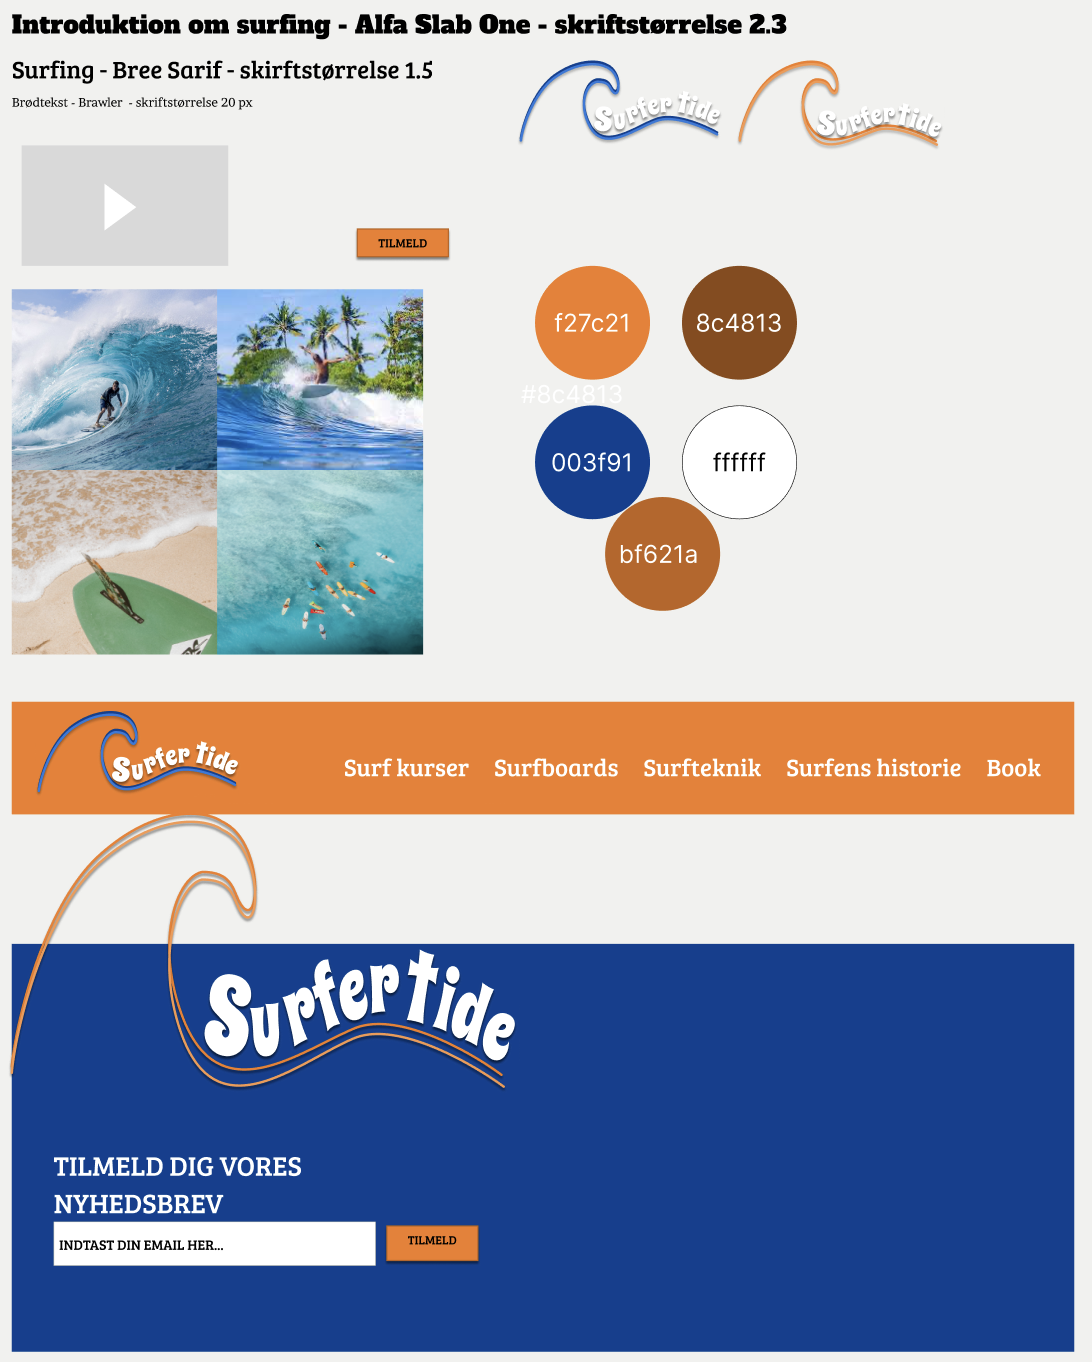 Introduktion om surfing - Alfa Slab One - skriftstørrelse 2.3
Surfing - Bree Sarif - skirftstørrelse 1.5
Brødtekst - Brawler - skriftstørrelse 20 px
Surfer tide
Surfer tide
TILMELD
f27c21
8c4813
#8c4813
003f91
ffffff
bf621a
Surfer tide
Surf kurser Surfboards Surfteknik Surfens historie Book
Surfer tide
TILMELD DIG VORES
NYHEDSBREV
INDTAST DIN EMAIL HER...
TILMELD